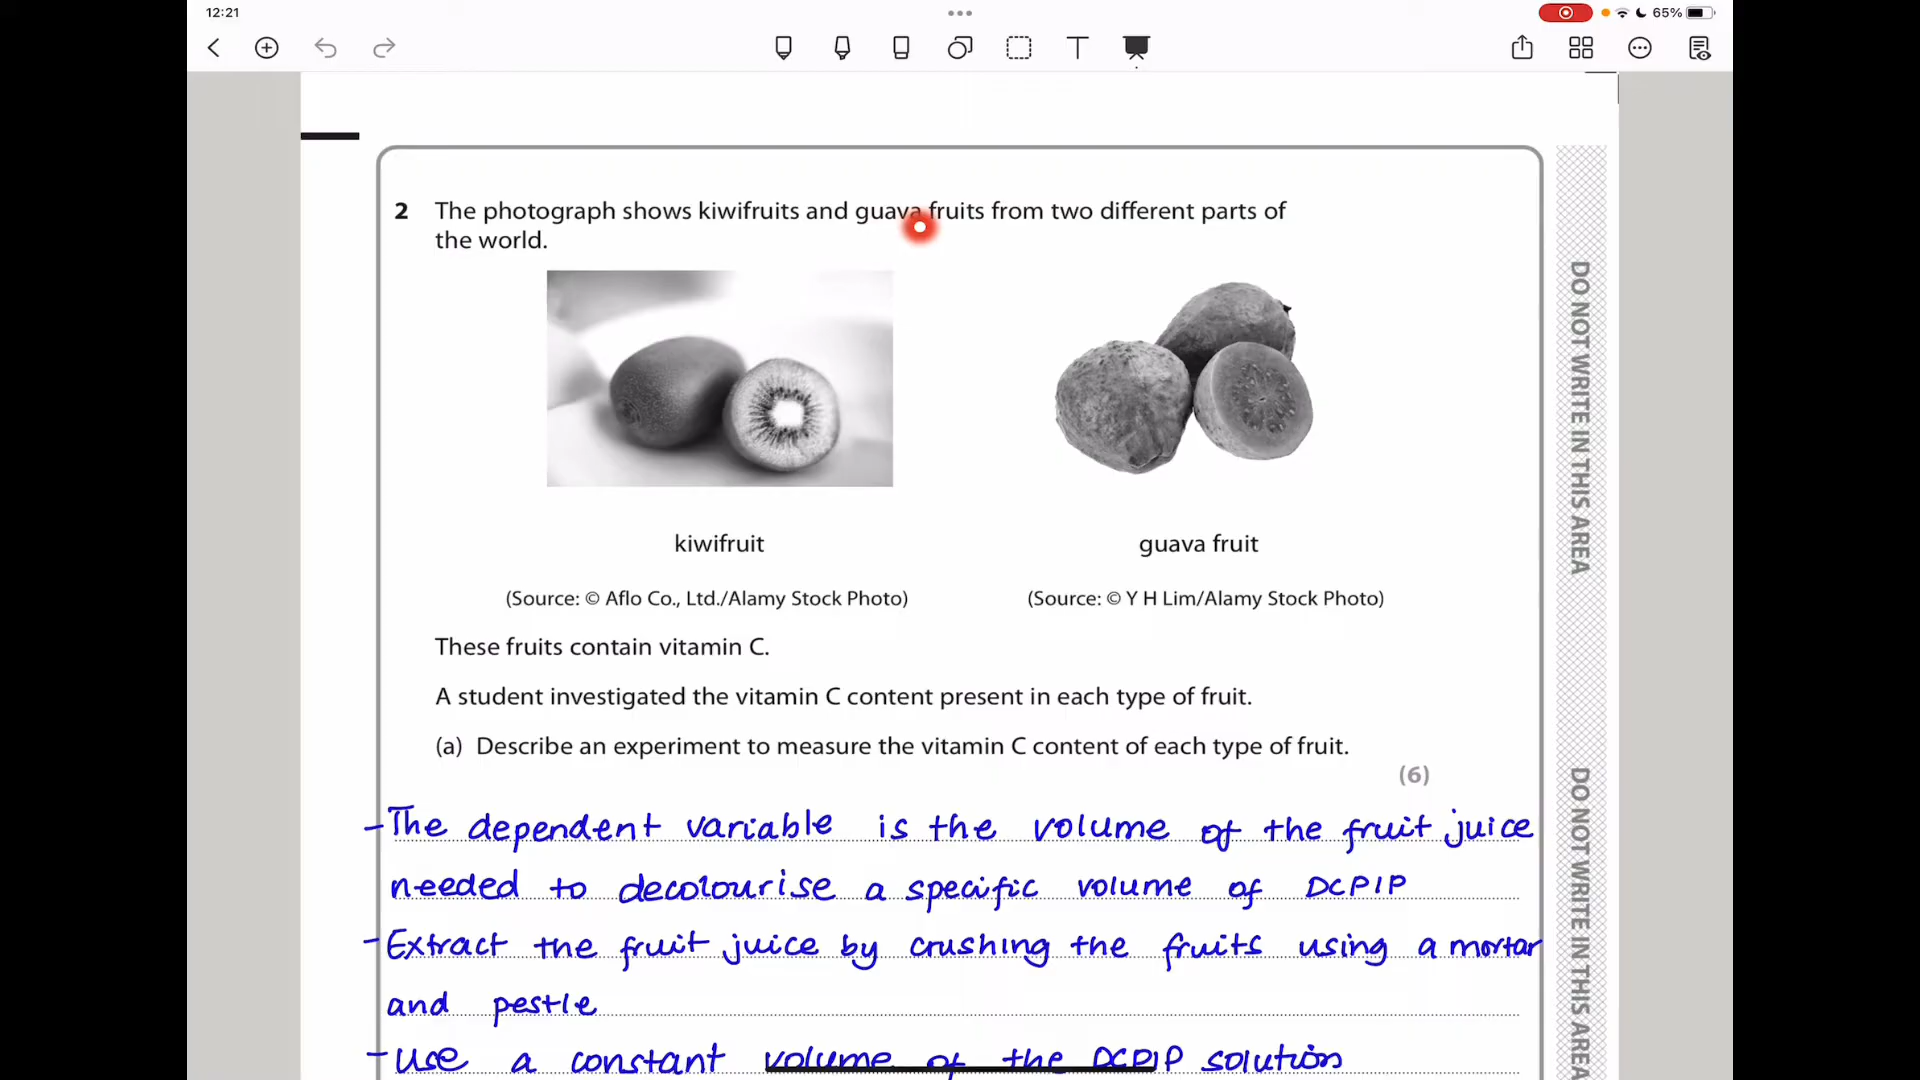 12:21
65%
2 The photograph shows kiwifruits and guava fruits from two different parts of
the world.
kiwifruit
guava fruit
(Source: © Aflo Co., Ltd./Alamy Stock Photo)
(Source: © Y H Lim/Alamy Stock Photo)
These fruits contain vitamin C.
A student investigated the vitamin C content present in each type of fruit.
(a) Describe an experiment to measure the vitamin C content of each type of fruit.
(6)
- The dependent variable is the volume of the fruit juice
needed to decolourise a specific volume of DCPIP
- Extract the fruit juice by crushing the fruits using a mortar
and pestle
- Use a constant volume of the DCPIP solution
DO NOT WRITE IN THIS AREA
DO NOT WRITE IN THIS AREA